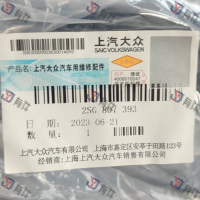 上汽大众
SAIC VOLKSWAGEN
产品名: 上汽大众汽车用维修配件
2SG 807 393
日期: 2023-06-21
数量: 1
上汽大众汽车有限公司 上海市嘉定区安亭于田路123号
经销商:上海上汽大众汽车销售有限公司